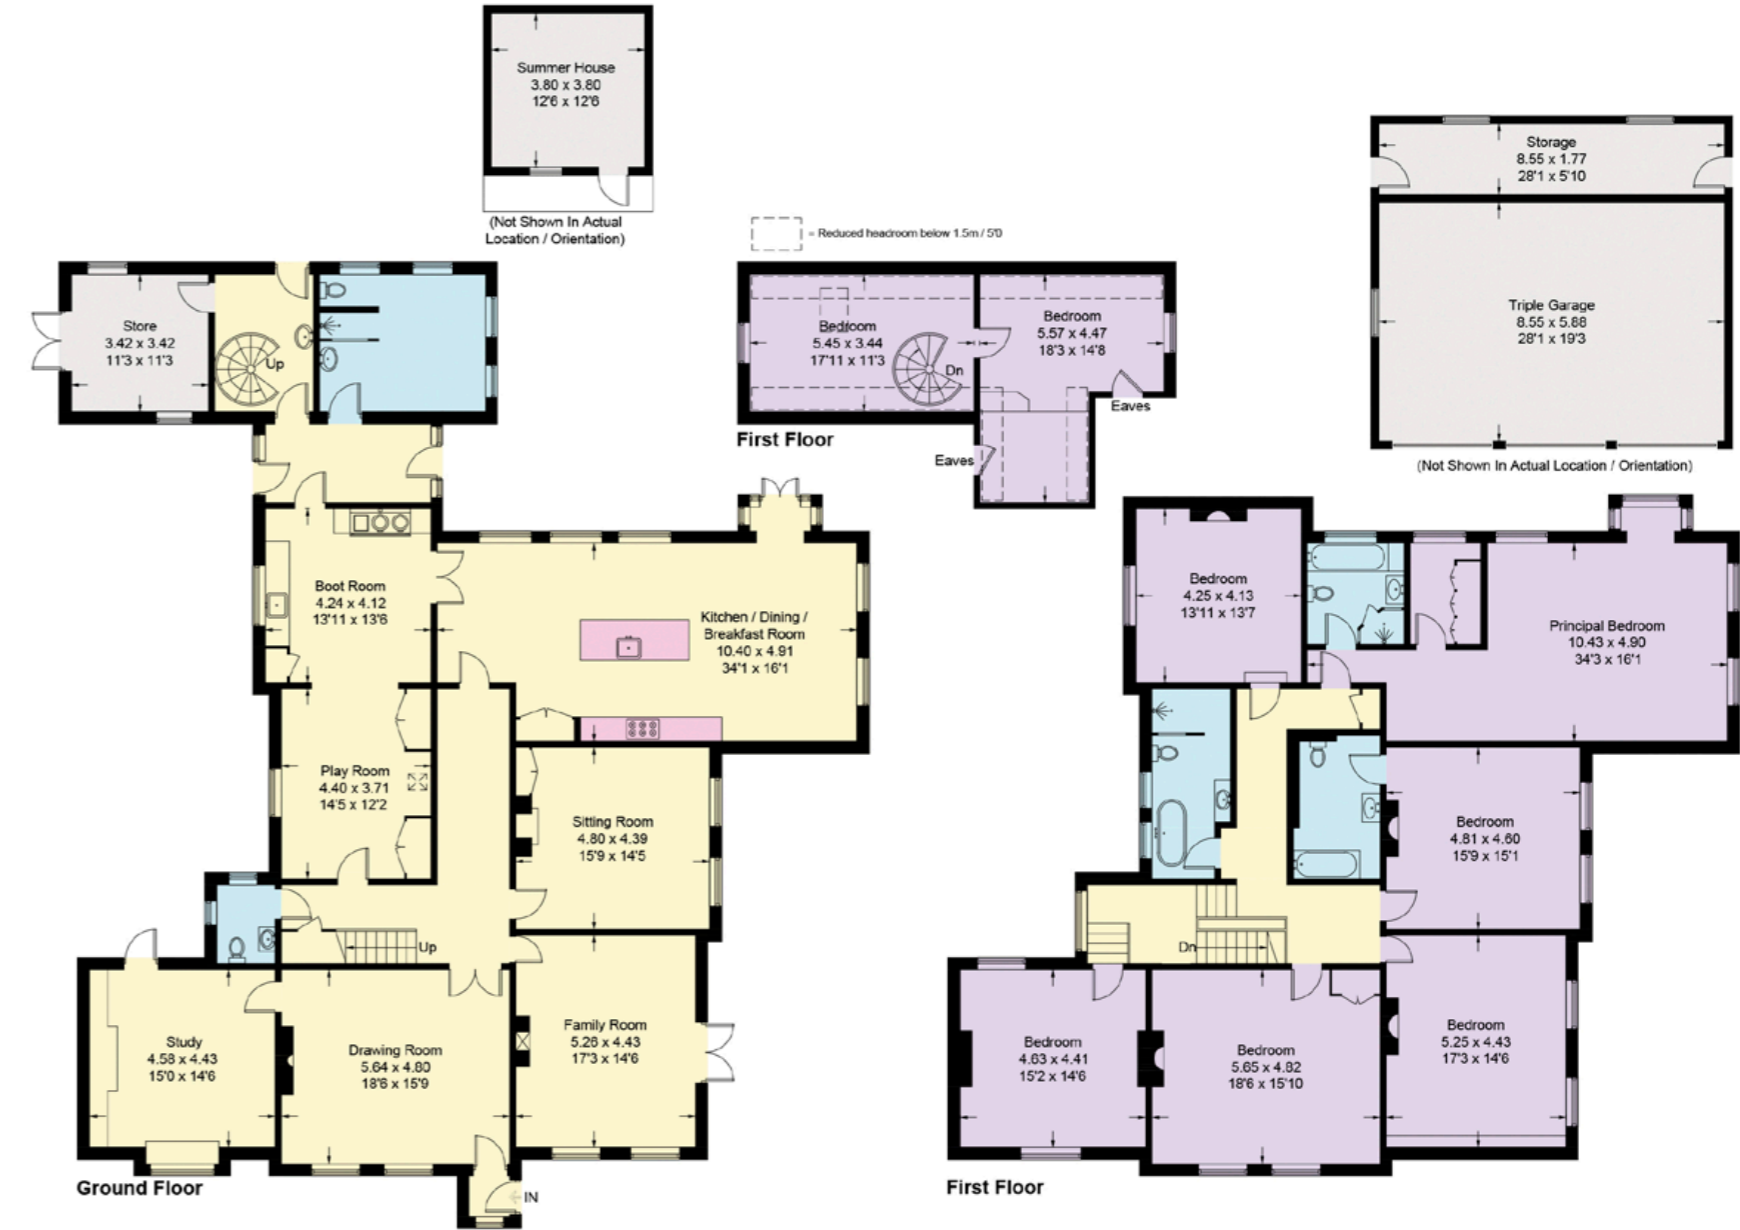 Summer House
3.80 x 3.80
12'6 x 12'6
(Not Shown In Actual
Location / Orientation)
= Reduced headroom below 1.5m / 5'0
Storage
8.55 x 1.77
28'1 x 5'10
Triple Garage
8.55 x 5.88
28'1 x 19'3
(Not Shown In Actual Location / Orientation)
Store
3.42 x 3.42
11'3 x 11'3
Up
Bedroom
5.45 x 3.44
17'11 x 11'3
Dn
Bedroom
5.57 x 4.47
18'3 x 14'8
Eaves
Eaves
First Floor
Boot Room
4.24 x 4.12
13'11 x 13'6
Kitchen / Dining /
Breakfast Room
10.40 x 4.91
34'1 x 16'1
Play Room
4.40 x 3.71
14'5 x 12'2
Sitting Room
4.80 x 4.39
15'9 x 14'5
Up
Study
4.58 x 4.43
15'0 x 14'6
Drawing Room
5.64 x 4.80
18'6 x 15'9
Family Room
5.26 x 4.43
17'3 x 14'6
IN
Ground Floor
Bedroom
4.25 x 4.13
13'11 x 13'7
Principal Bedroom
10.43 x 4.90
34'3 x 16'1
Bedroom
4.81 x 4.60
15'9 x 15'1
Dn
Bedroom
4.63 x 4.41
15'2 x 14'6
Bedroom
5.65 x 4.82
18'6 x 15'10
Bedroom
5.25 x 4.43
17'3 x 14'6
First Floor